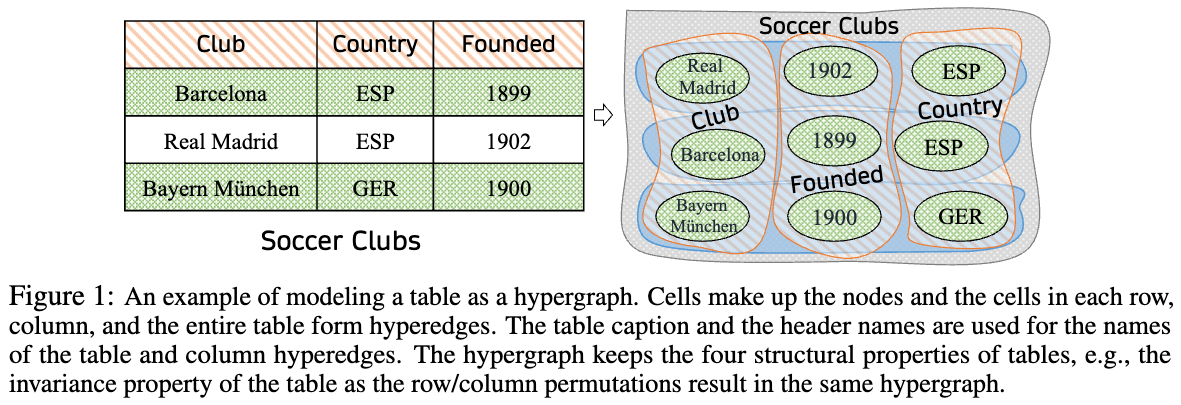 Club Country Founded
Barcelona ESP 1899
Real Madrid ESP 1902
Bayern München GER 1900
Soccer Clubs
Soccer Clubs
Real
Madrid
1902
ESP
Club
Country
Barcelona
1899
ESP
Founded
Bayern
München
1900
GER
Figure 1: An example of modeling a table as a hypergraph. Cells make up the nodes and the cells in each row,
column, and the entire table form hyperedges. The table caption and the header names are used for the names
of the table and column hyperedges. The hypergraph keeps the four structural properties of tables, e.g., the
invariance property of the table as the row/column permutations result in the same hypergraph.